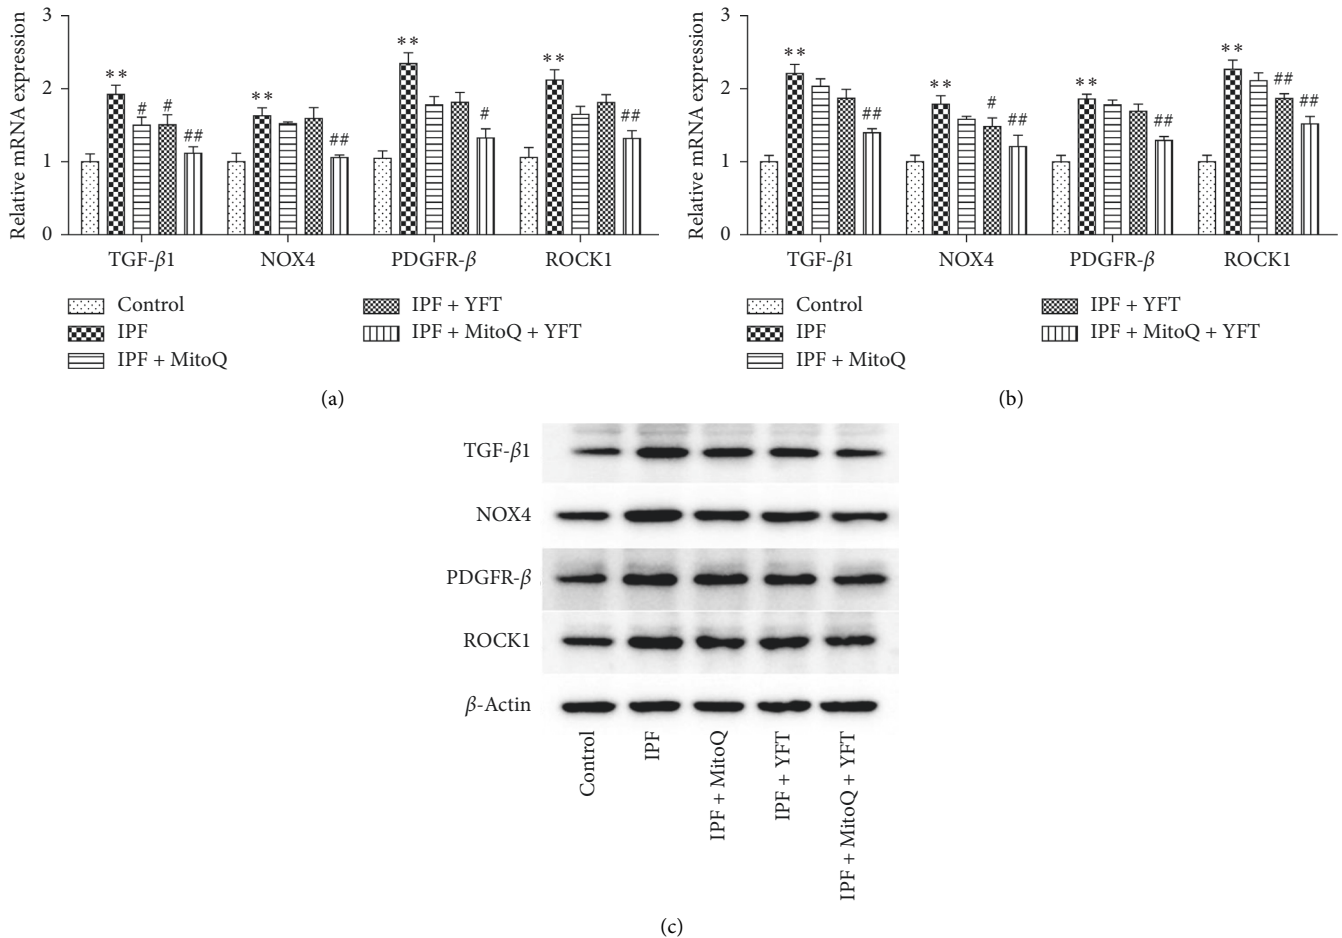 Relative mRNA expression
3
2
1
0
** # # ##
** ##
** #
** ##
TGF-β1 NOX4 PDGFR-β ROCK1
Control
IPF
IPF + MitoQ
IPF + YFT
IPF + MitoQ + YFT
(a)
Relative mRNA expression
3
2
1
0
** ##
** # ##
** ##
** ## ##
TGF-β1 NOX4 PDGFR-β ROCK1
Control
IPF
IPF + MitoQ
IPF + YFT
IPF + MitoQ + YFT
(b)
TGF-β1
NOX4
PDGFR-β
ROCK1
β-Actin
Control
IPF
IPF + MitoQ
IPF + YFT
IPF + MitoQ + YFT
(c)